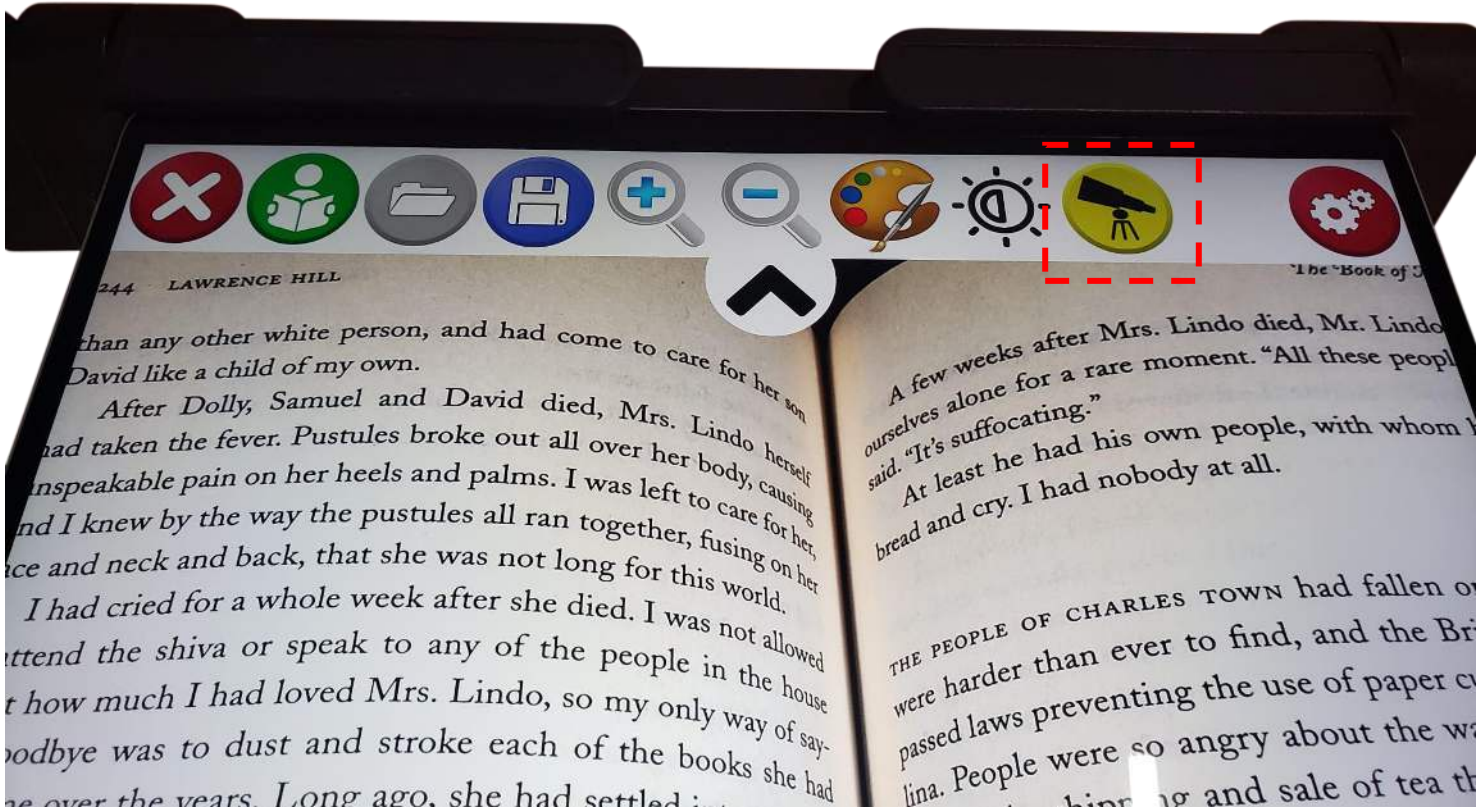 244 LAWRENCE HILL
than any other white person, and had come to care for her son
David like a child of my own.
After Dolly, Samuel and David died, Mrs. Lindo herself
had taken the fever. Pustules broke out all over her body, causing
nspeakable pain on her heels and palms. I was left to care for her,
nd I knew by the way the pustules all ran together, fusing on her
ce and neck and back, that she was not long for this world.
I had cried for a whole week after she died. I was not allowed
ttend the shiva or speak to any of the people in the house
t how much I had loved Mrs. Lindo, so my only way of say-
odbye was to dust and stroke each of the books she had
over the years. Long ago, she had settled
The Book of
A few weeks after Mrs. Lindo died, Mr. Lindo
ourselves alone for a rare moment. “All these peopl
said. “It’s suffocating.”
At least he had his own people, with whom h
bread and cry. I had nobody at all.
THE PEOPLE OF CHARLES TOWN had fallen o
were harder than ever to find, and the Bri
passed laws preventing the use of paper cu
lina. People were so angry about the wa
and sale of tea th